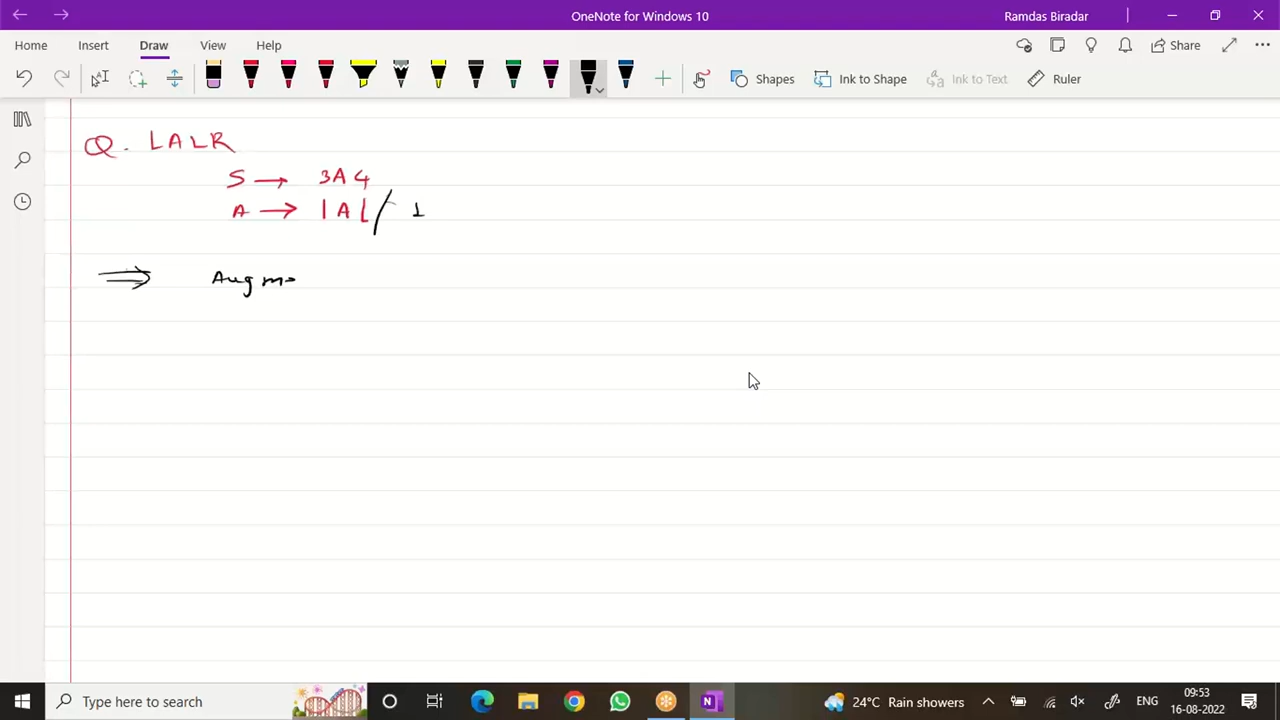 OneNote for Windows 10
Ramdas Biradar
Home Insert Draw View Help
Share
Shapes Ink to Shape Ink to Text Ruler
Q. LALR
S → 3A4
A → 1A1 / 1
⇒ Augm
Type here to search
24°C Rain showers
ENG
09:53
16-08-2022